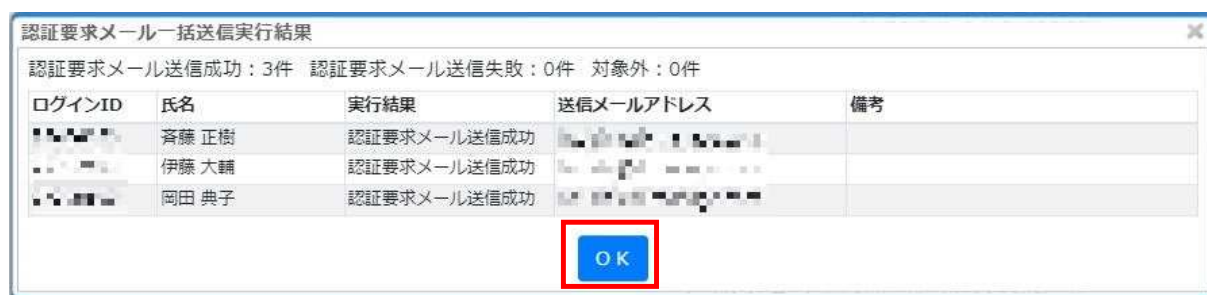 認証要求メール一括送信実行結果
認証要求メール送信成功：3件 認証要求メール送信失敗：0件 対象外：0件
ログインID 氏名 実行結果 送信メールアドレス 備考
斉藤 正樹 認証要求メール送信成功
伊藤 大輔 認証要求メール送信成功
岡田 典子 認証要求メール送信成功
ＯＫ